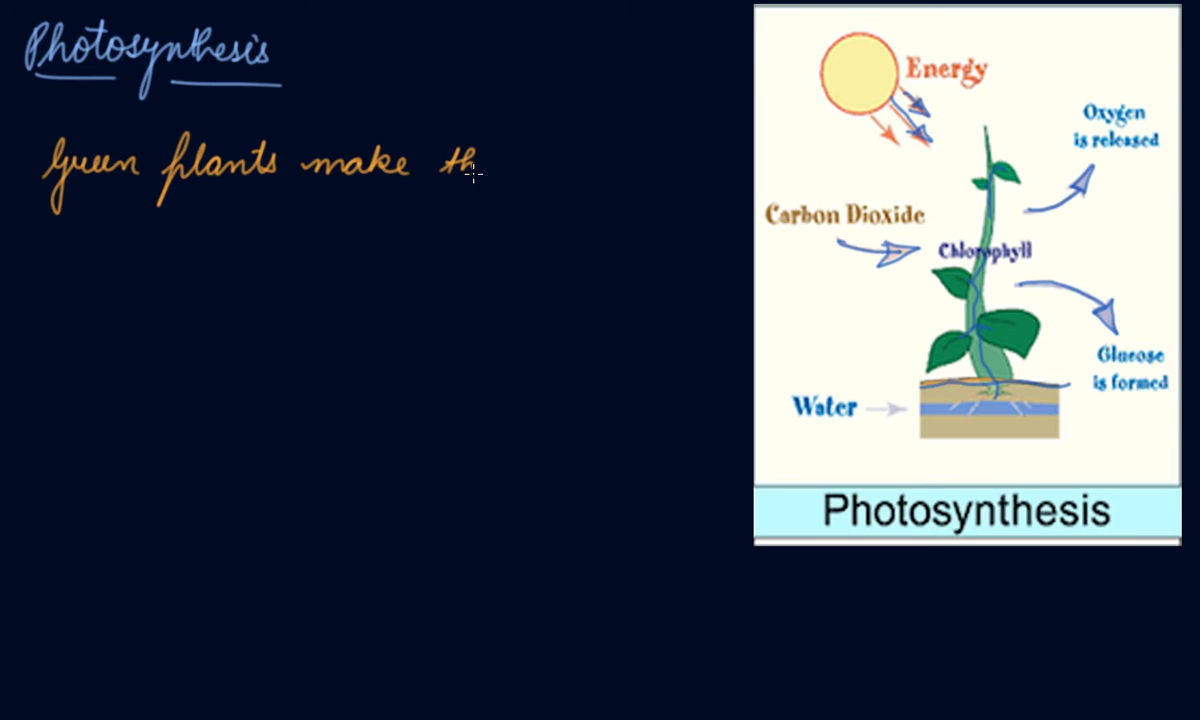 Photosynthesis
Green plants make th
Energy
Oxygen
is released
Carbon Dioxide
Chlorophyll
Glucose
is formed
Water
Photosynthesis